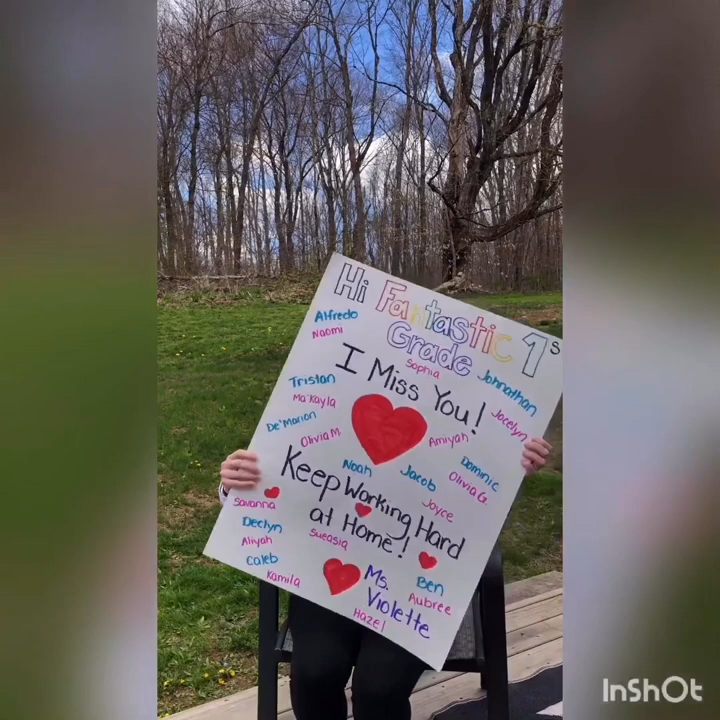 Hi Fantastic 1s
Grade
Alfredo
Naomi
Sophia
Johnathan
I Miss You!
Tristan
Ma'Kayla
Jocelyn
De'Marion
Olivia M.
Amiyah
Noah
Jacob
Dominic
Olivia G.
Keep Working Hard
at Home!
Joyce
Savanna
Declyn
Aliyah
Sueasia
Caleb
Kamila
Ms.
Violette
Ben
Aubree
Hazel
InShOt